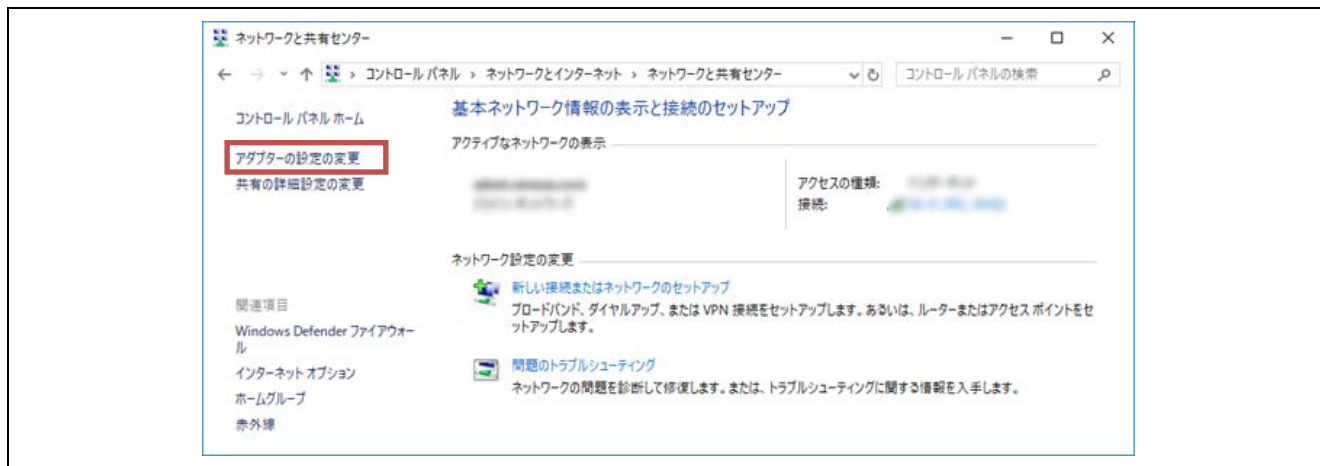 ネットワークと共有センター
コントロール パネル › ネットワークとインターネット › ネットワークと共有センター
コントロール パネルの検索
コントロール パネル ホーム
アダプターの設定の変更
共有の詳細設定の変更
基本ネットワーク情報の表示と接続のセットアップ
アクティブなネットワークの表示
アクセスの種類:
接続:
ネットワーク設定の変更
新しい接続またはネットワークのセットアップ
ブロードバンド、ダイヤルアップ、または VPN 接続をセットアップします。あるいは、ルーターまたはアクセス ポイントをセ
ットアップします。
問題のトラブルシューティング
ネットワークの問題を診断して修復します。または、トラブルシューティングに関する情報を入手します。
関連項目
Windows Defender ファイアウォー
ル
インターネット オプション
ホームグループ
赤外線